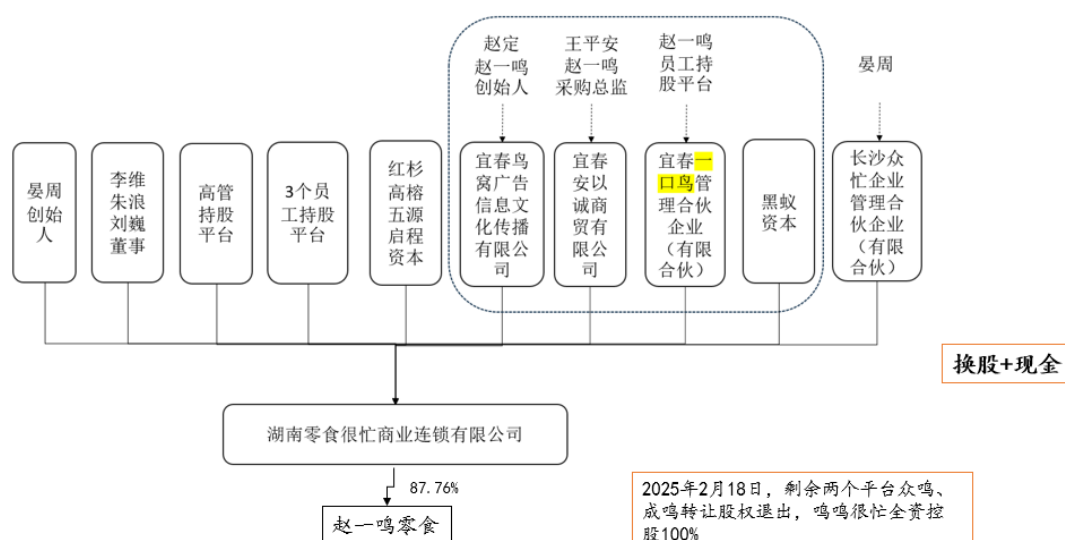 赵定
赵一鸣
创始人
王平安
赵一鸣
采购总监
赵一鸣
员工持
股平台
晏周
晏周
创始
人
李维
朱浪
刘巍
董事
高管
持股
平台
3个员
工持股
平台
红杉
高榕
五源
启程
资本
宜春鸟
窝广告
信息文
化传播
有限公
司
宜春
安以
诚商
贸有
限公
司
宜春一
口鸟管
理合伙
企业
（有限
合伙）
黑蚁
资本
长沙众
忙企业
管理合
伙企业
（有限
合伙）
换股+现金
湖南零食很忙商业连锁有限公司
87.76%
赵一鸣零食
2025年2月18日，剩余两个平台众鸣、
成鸣转让股权退出，鸣鸣很忙全资控
股100%